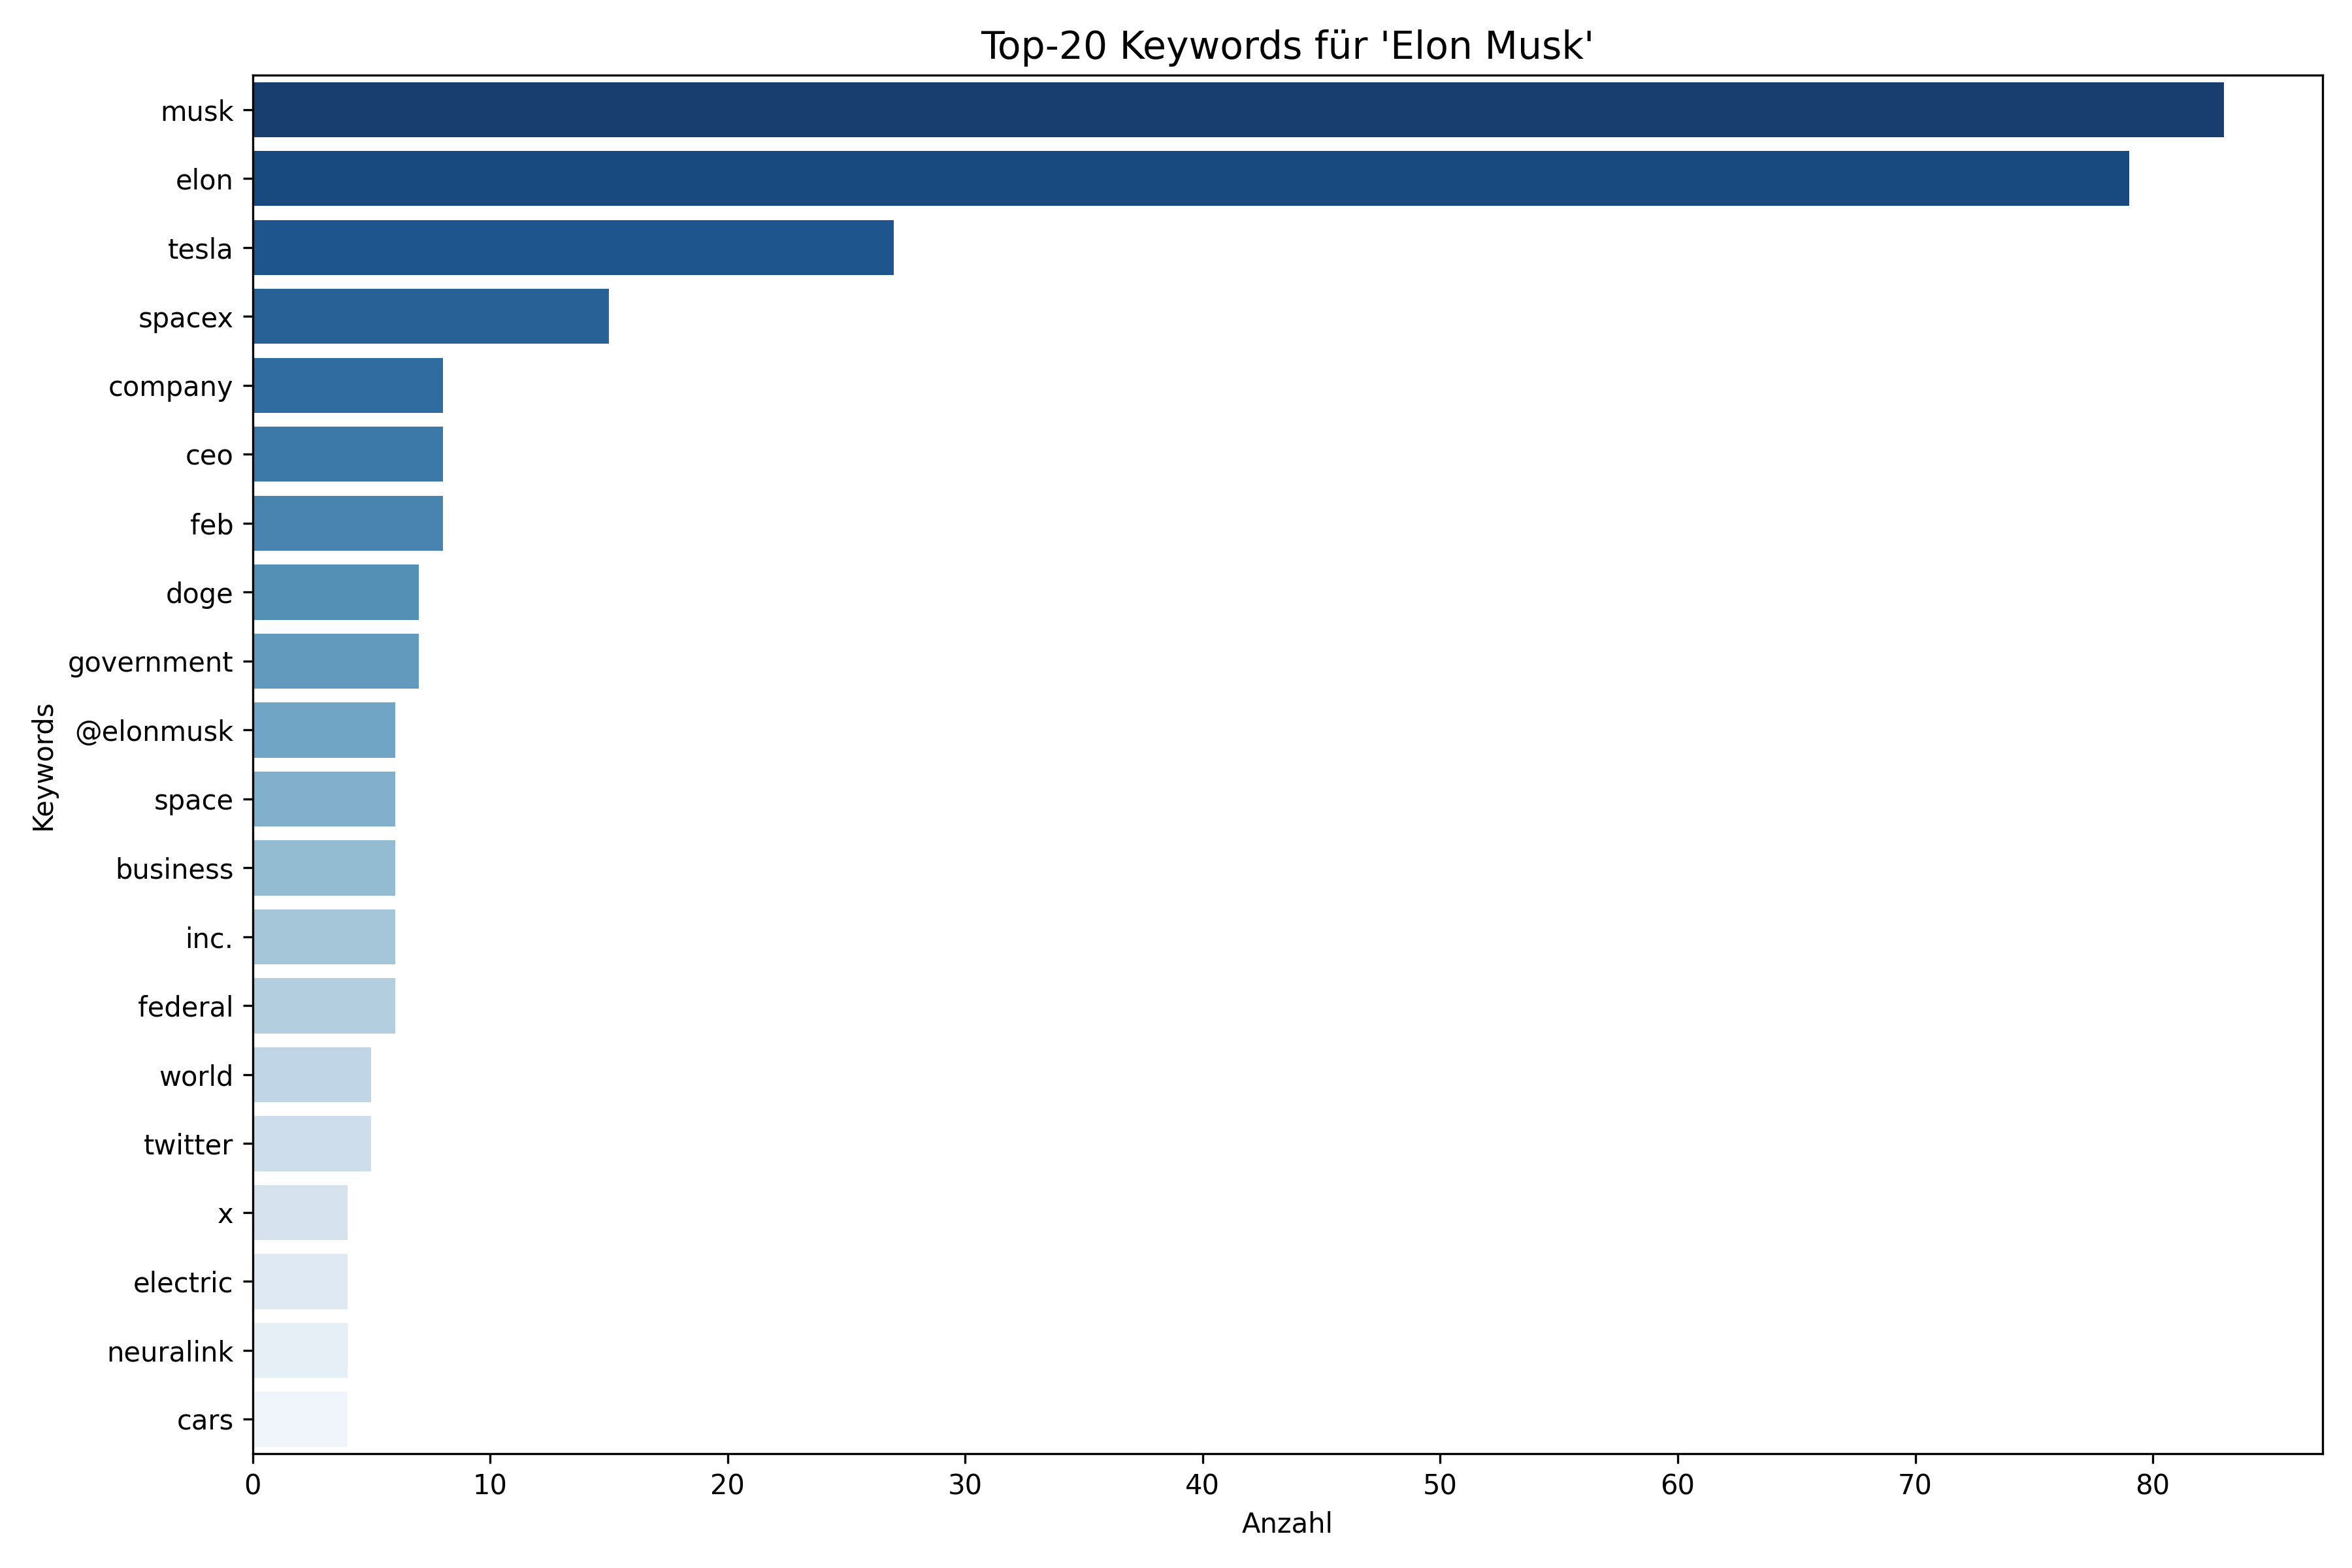 Top-20 Keywords für 'Elon Musk'
musk
elon
tesla
spacex
company
ceo
feb
doge
government
@elonmusk
space
business
inc.
federal
world
twitter
x
electric
neuralink
cars
Keywords
0 10 20 30 40 50 60 70 80
Anzahl